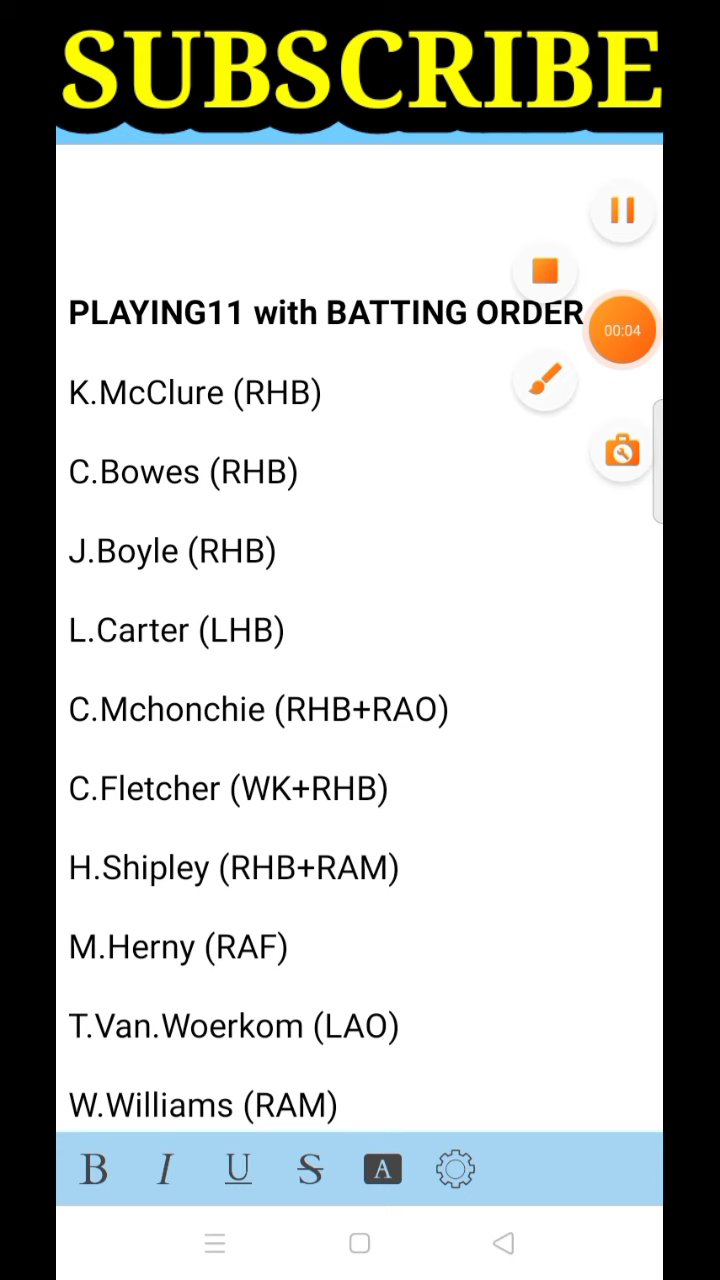 SUBSCRIBE
PLAYING11 with BATTING ORDER
00:04
K.McClure (RHB)
C.Bowes (RHB)
J.Boyle (RHB)
L.Carter (LHB)
C.Mchonchie (RHB+RAO)
C.Fletcher (WK+RHB)
H.Shipley (RHB+RAM)
M.Herny (RAF)
T.Van.Woerkom (LAO)
W.Williams (RAM)
B I U S A